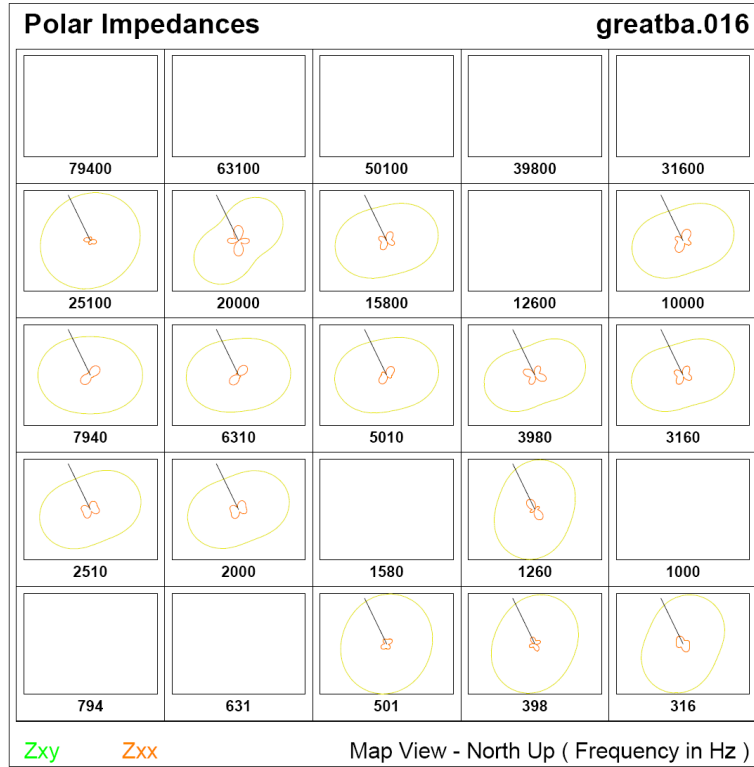 Polar Impedances greatba.016
79400 63100 50100 39800 31600
25100 20000 15800 12600 10000
7940 6310 5010 3980 3160
2510 2000 1580 1260 1000
794 631 501 398 316
Zxy Zxx Map View - North Up ( Frequency in Hz )